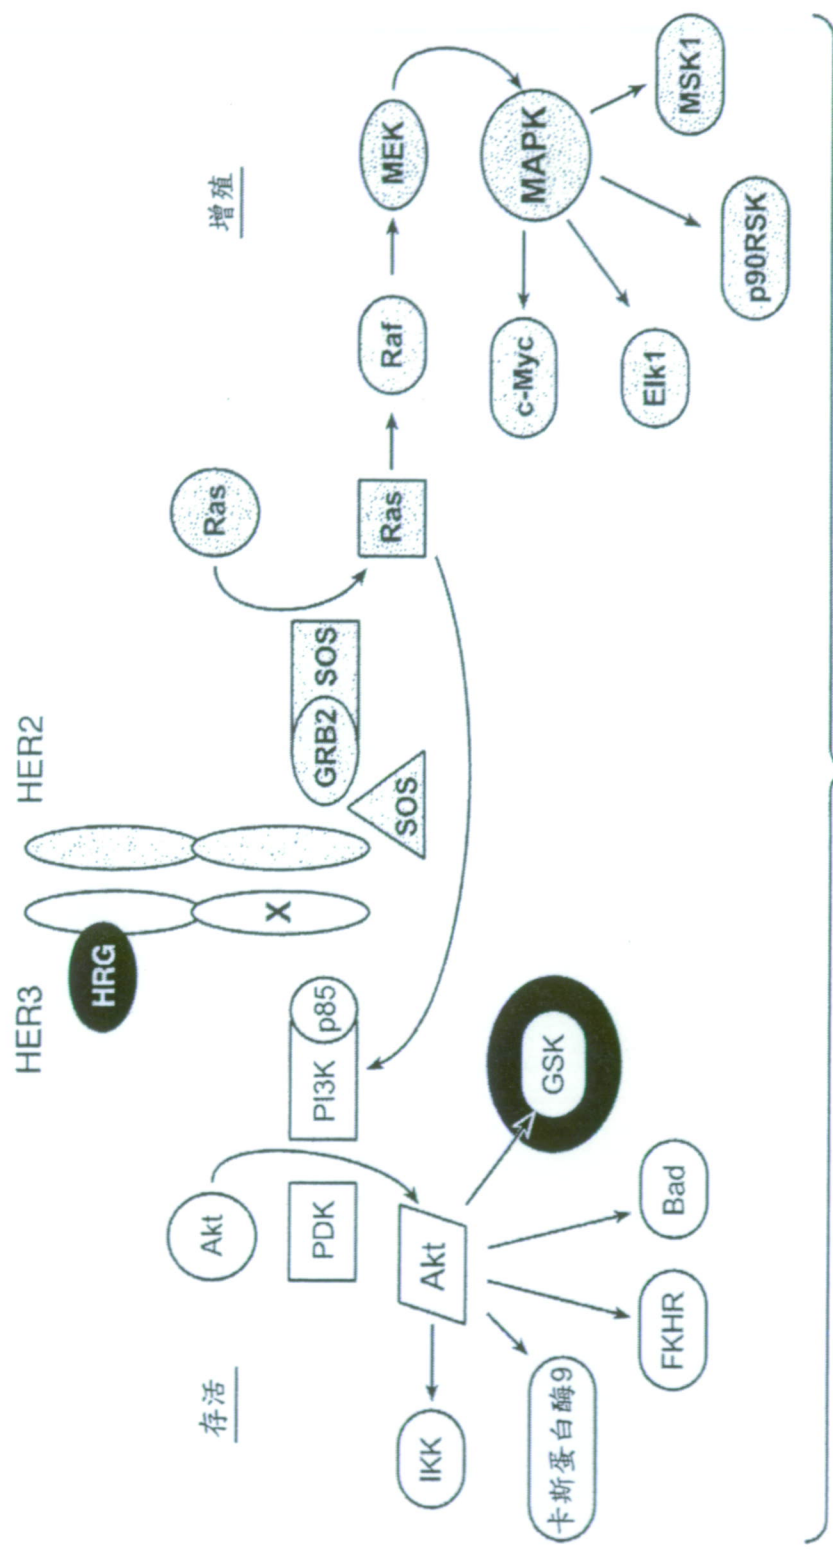 HER3
HER2
HRG
X
存活
增殖
Akt
PDK
PI3K
p85
GRB2
SOS
SOS
Ras
Ras
Raf
MEK
MAPK
Akt
IKK
卡斯蛋白酶9
FKHR
Bad
GSK
c-Myc
Elk1
p90RSK
MSK1